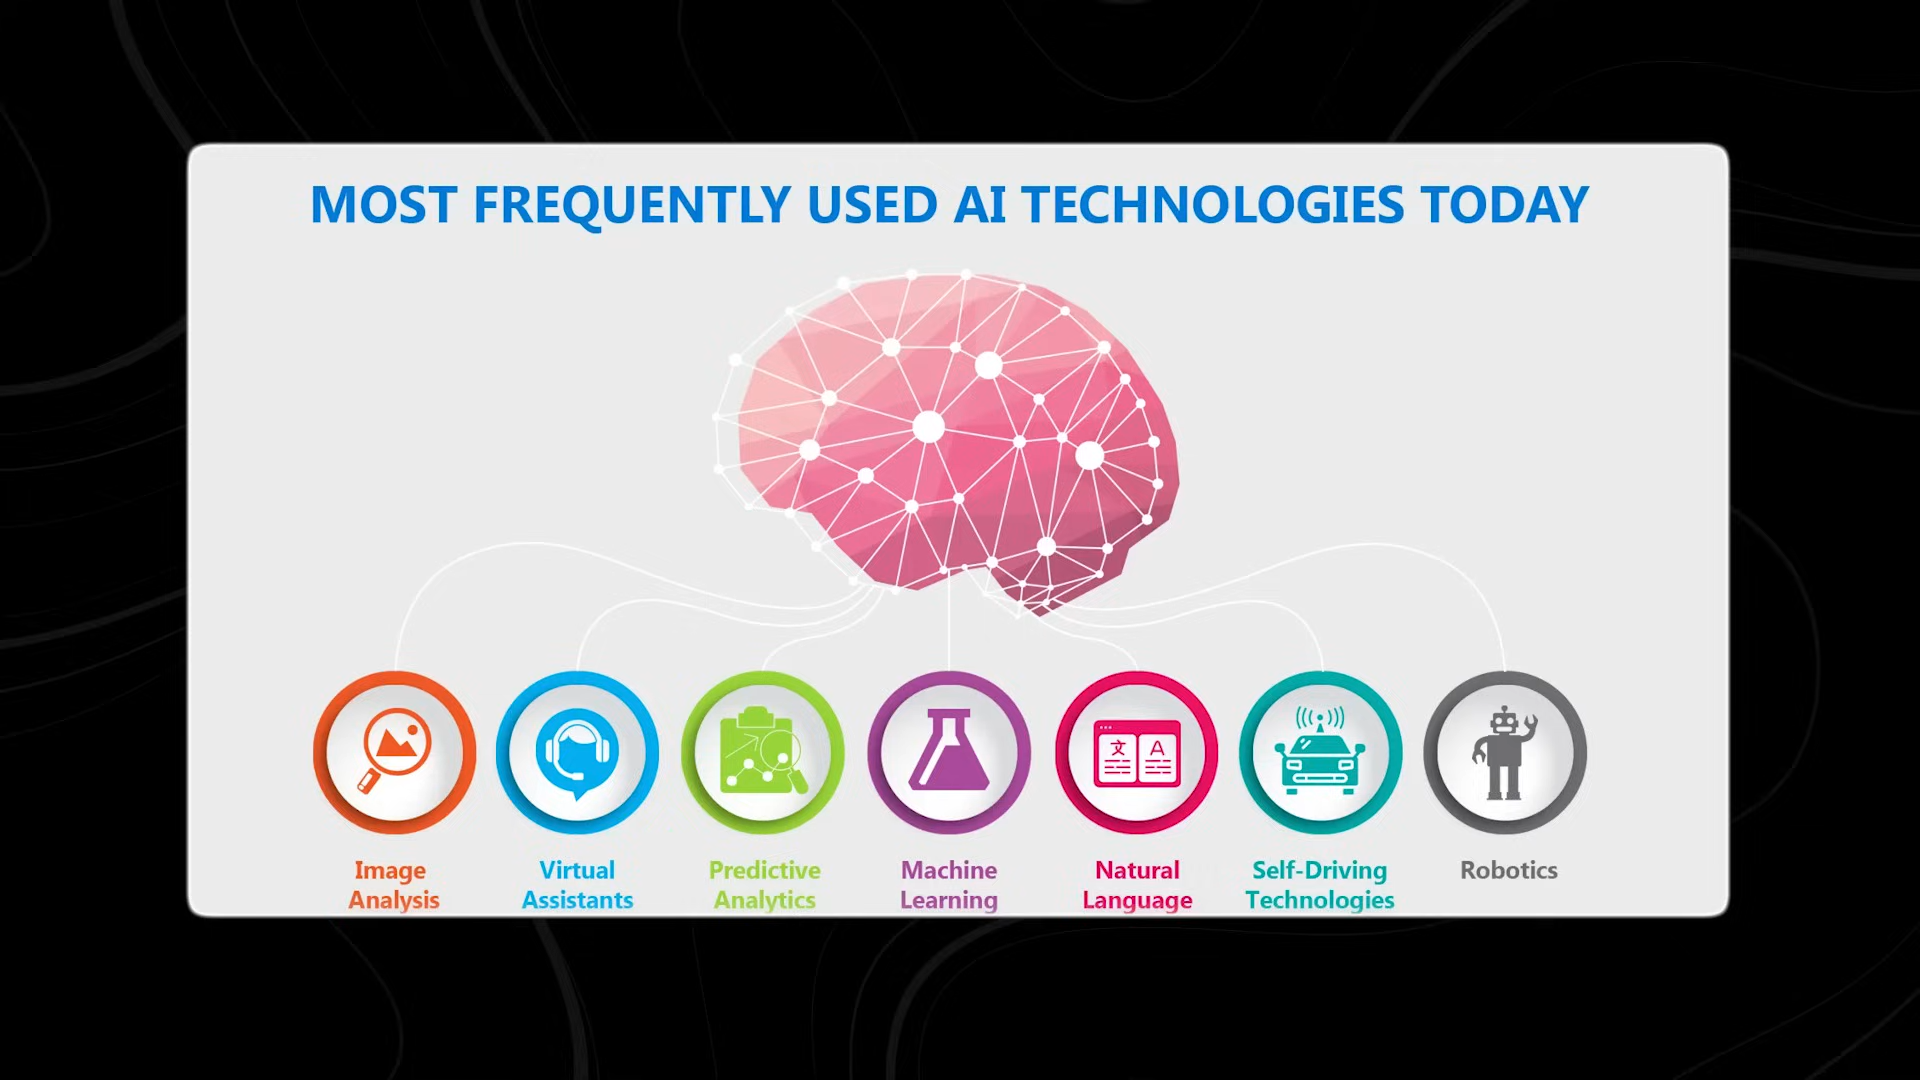 MOST FREQUENTLY USED AI TECHNOLOGIES TODAY
文 A
Image
Analysis
Virtual
Assistants
Predictive
Analytics
Machine
Learning
Natural
Language
Self-Driving
Technologies
Robotics